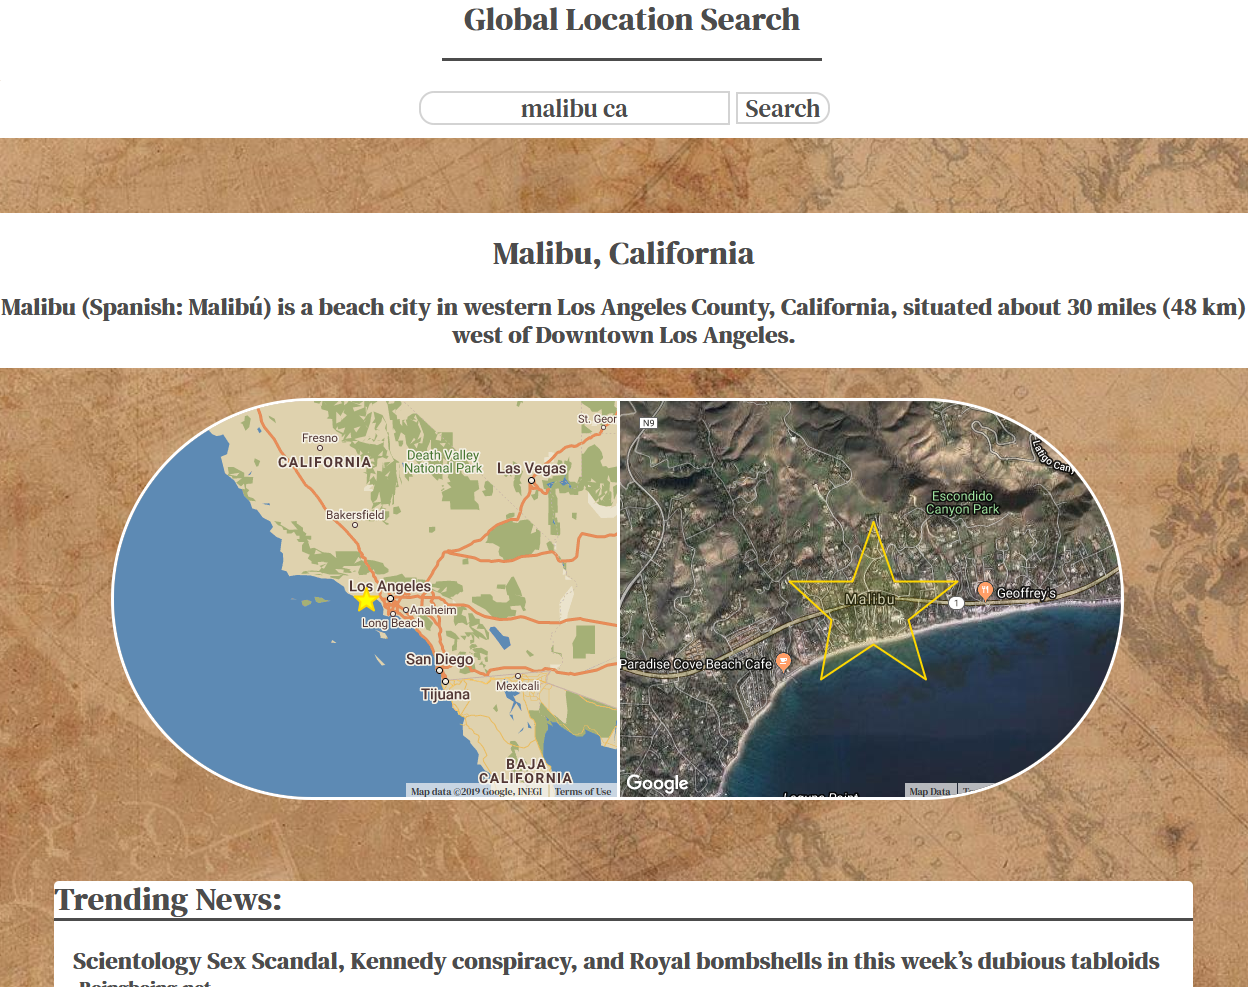 Global Location Search
malibu ca
Search
Malibu, California
Malibu (Spanish: Malibú) is a beach city in western Los Angeles County, California, situated about 30 miles (48 km)
west of Downtown Los Angeles.
St. Geor
Fresno
CALIFORNIA
Death Valley
National Park
Las Vegas
Bakersfield
Los Angeles
Anaheim
Long Beach
San Diego
Tijuana
Mexicali
BAJA
CALIFORNIA
Map data ©2019 Google, INEGI
Terms of Use
N9
Latigo Can
Escondido
Canyon Park
Malibu
1
Geoffrey's
Paradise Cove Beach Cafe
Google
Map Data
Trending News:
Scientology Sex Scandal, Kennedy conspiracy, and Royal bombshells in this week’s dubious tabloids